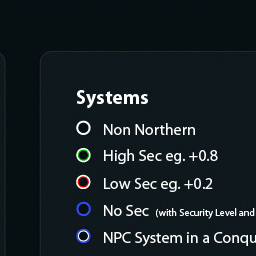 Systems
Non Northern
High Sec eg. +0.8
Low Sec eg. +0.2
No Sec (with Security Level and
NPC System in a Conqu